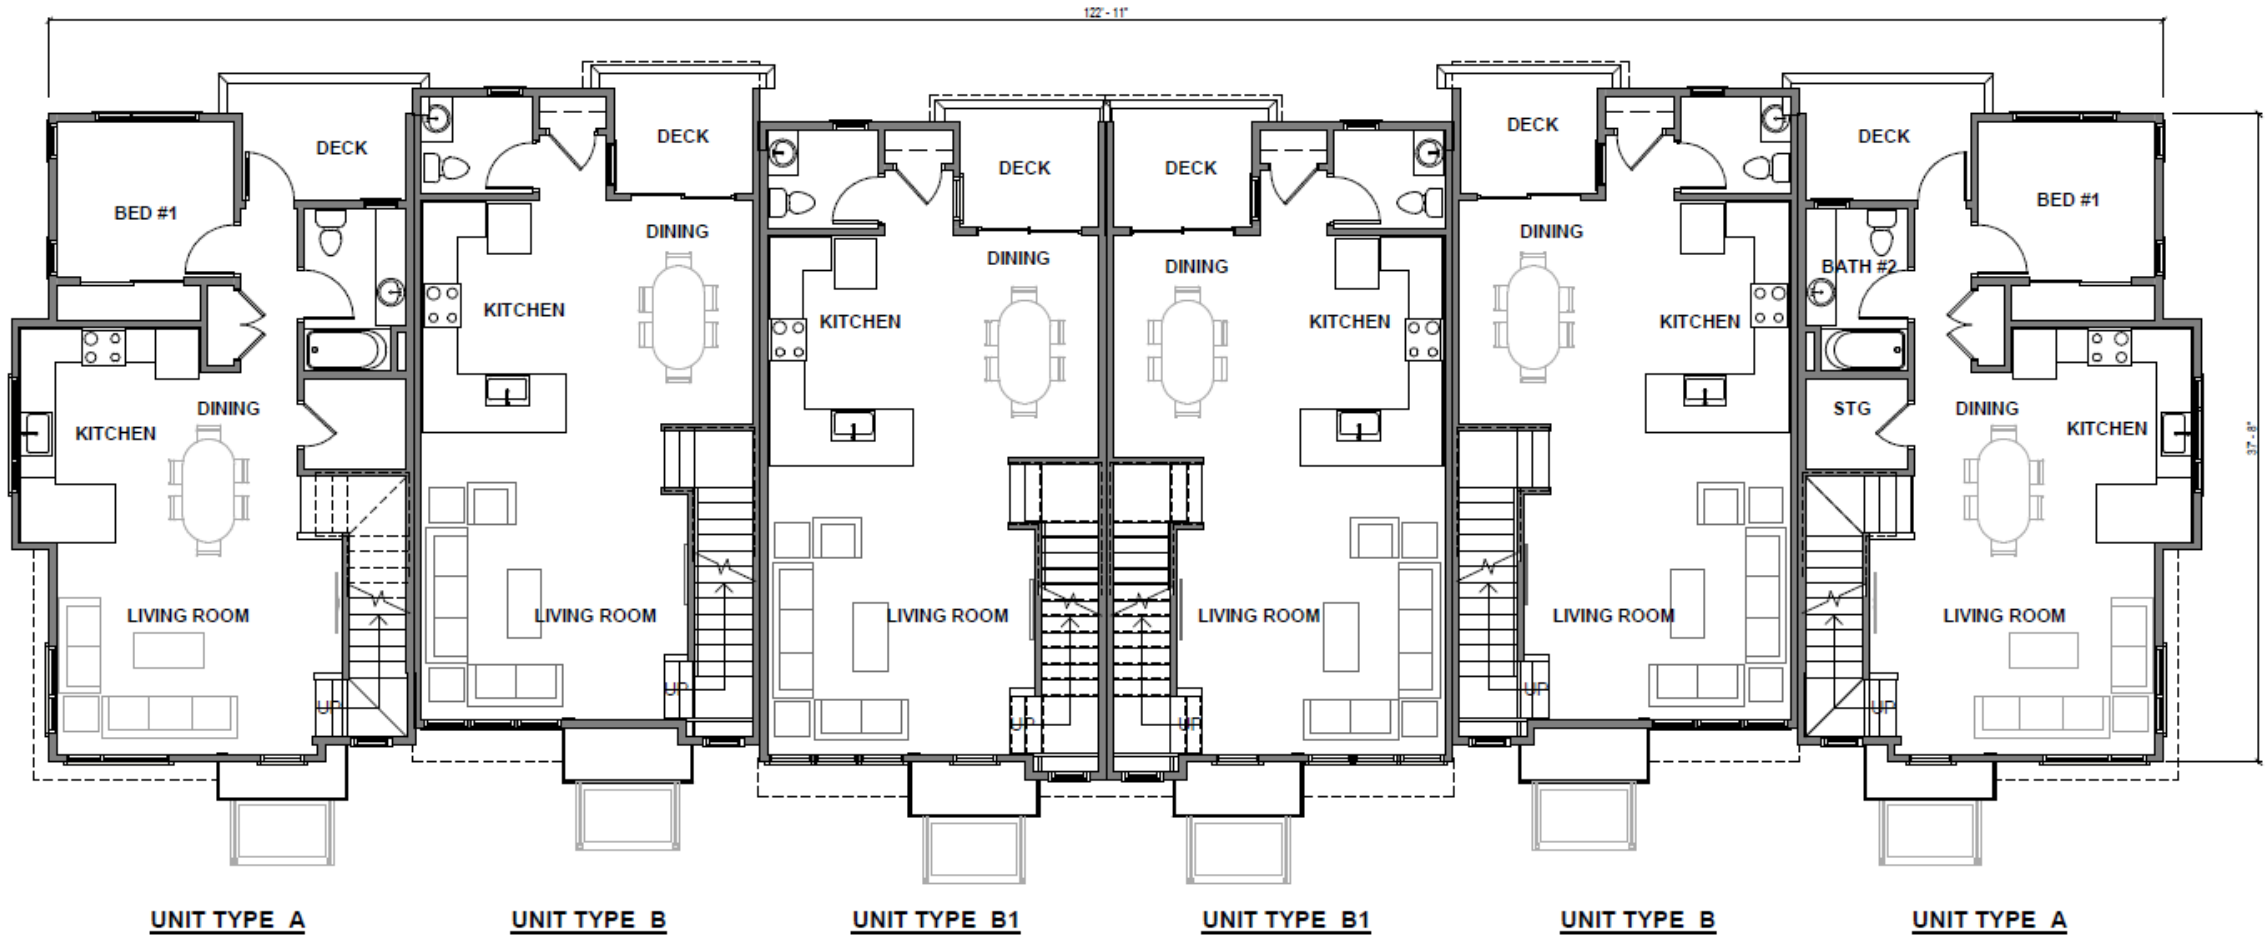 122' - 11"
DECK
BED #1
DINING
KITCHEN
LIVING ROOM
UP
DECK
DINING
KITCHEN
LIVING ROOM
UP
DECK
DINING
KITCHEN
LIVING ROOM
UP
DECK
DINING
KITCHEN
LIVING ROOM
UP
DECK
DINING
KITCHEN
LIVING ROOM
UP
DECK
BED #1
BATH #2
STG
DINING
KITCHEN
LIVING ROOM
UP
37' - 8"
UNIT TYPE A
UNIT TYPE B
UNIT TYPE B1
UNIT TYPE B1
UNIT TYPE B
UNIT TYPE A